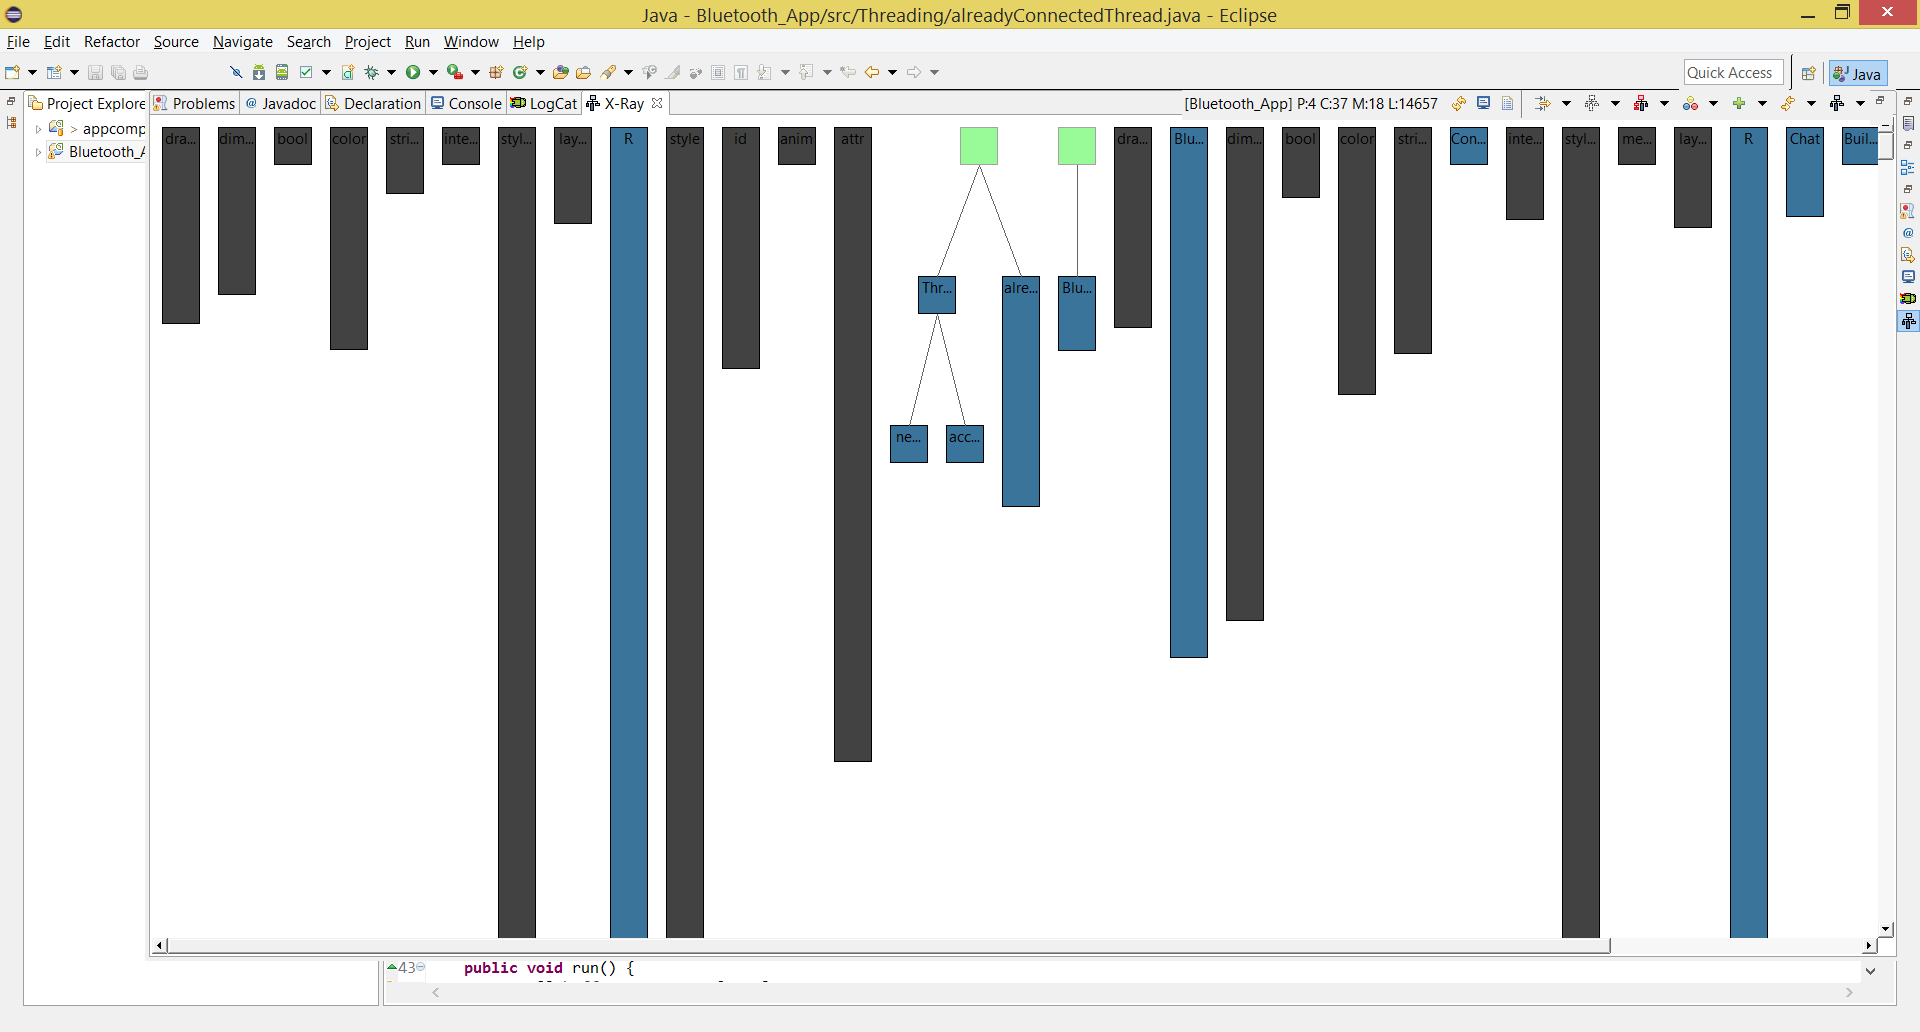 Java - Bluetooth_App/src/Threading/alreadyConnectedThread.java - Eclipse
File Edit Refactor Source Navigate Search Project Run Window Help
Quick Access
Java
Project Explore
Problems
@ Javadoc
Declaration
Console
LogCat
X-Ray
[Bluetooth_App] P:4 C:37 M:18 L:14657
> appcomp
Bluetooth_A
dra... dim... bool color stri... inte... styl... lay... R style id anim attr dra... Blu... dim... bool color stri... Con... inte... styl... me... lay... R Chat Buil...
Thr... alre... Blu...
ne... acc...
43 public void run() {